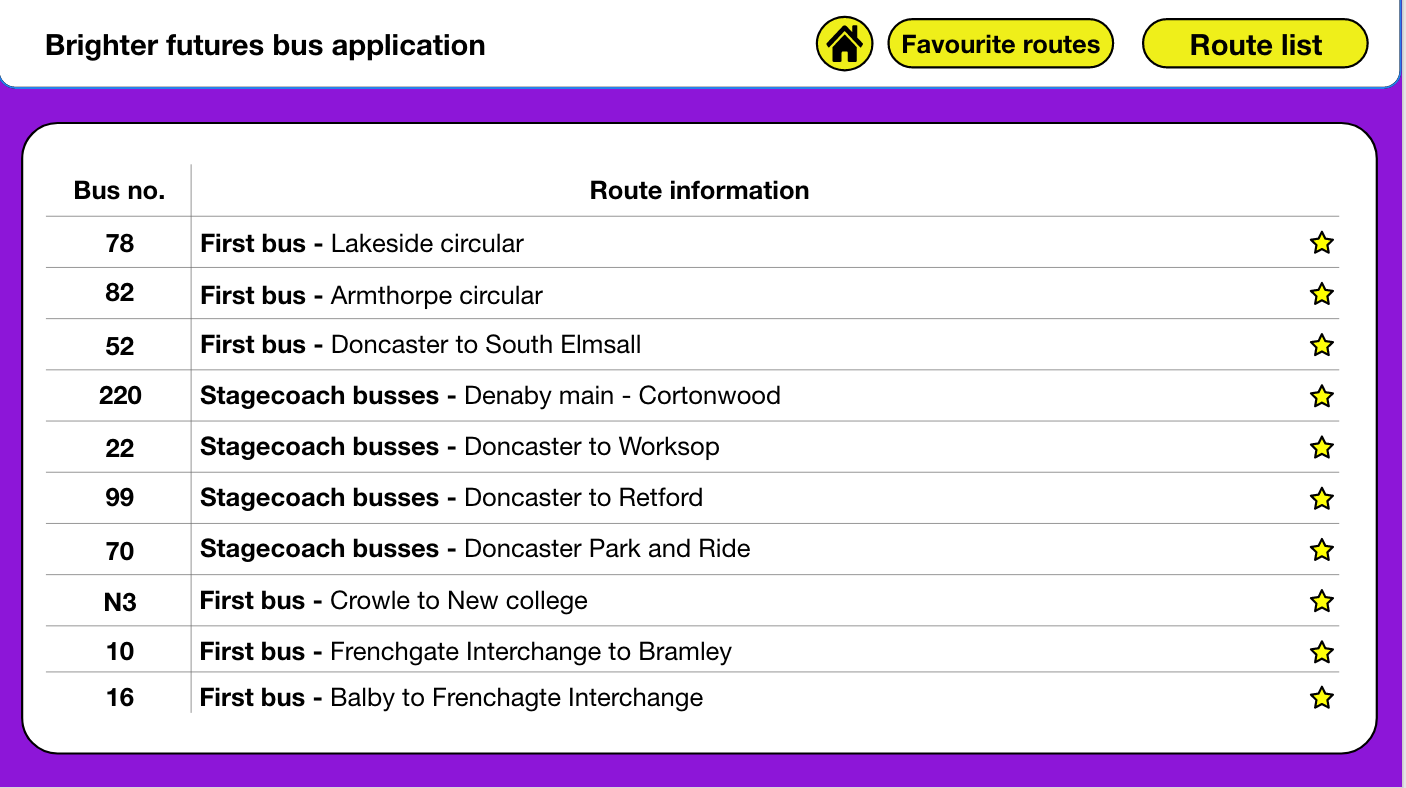 Brighter futures bus application
Favourite routes
Route list
Bus no. Route information
78 First bus - Lakeside circular
82 First bus - Armthorpe circular
52 First bus - Doncaster to South Elmsall
220 Stagecoach busses - Denaby main - Cortonwood
22 Stagecoach busses - Doncaster to Worksop
99 Stagecoach busses - Doncaster to Retford
70 Stagecoach busses - Doncaster Park and Ride
N3 First bus - Crowle to New college
10 First bus - Frenchgate Interchange to Bramley
16 First bus - Balby to Frenchagte Interchange